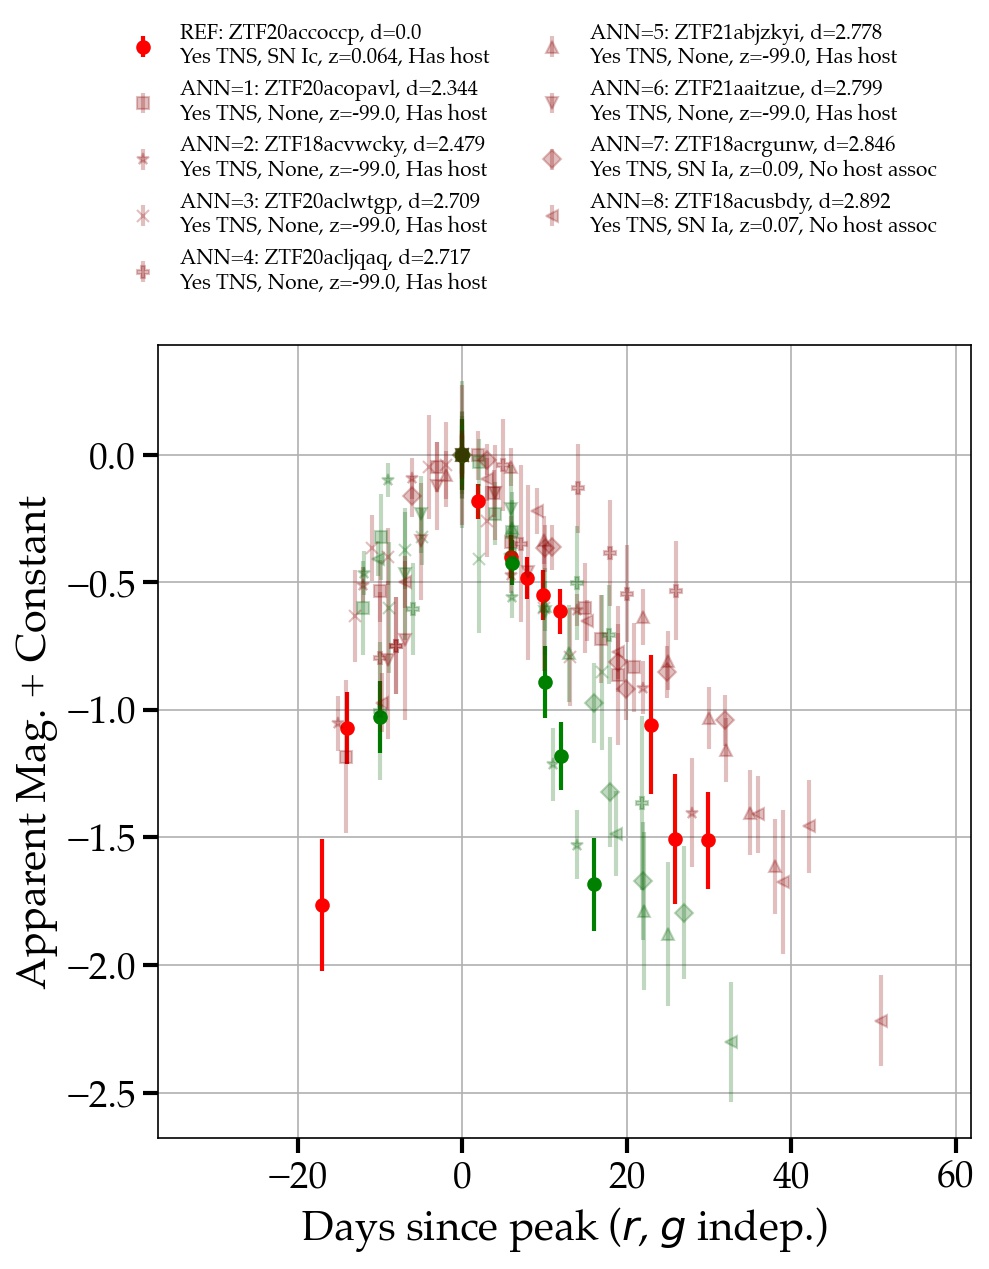 REF: ZTF20accoccp, d=0.0
Yes TNS, SN Ic, z=0.064, Has host
ANN=1: ZTF20acopavl, d=2.344
Yes TNS, None, z=-99.0, Has host
ANN=2: ZTF18acvwcky, d=2.479
Yes TNS, None, z=-99.0, Has host
ANN=3: ZTF20aclwtgp, d=2.709
Yes TNS, None, z=-99.0, Has host
ANN=4: ZTF20acljqaq, d=2.717
Yes TNS, None, z=-99.0, Has host
ANN=5: ZTF21abjzkyi, d=2.778
Yes TNS, None, z=-99.0, Has host
ANN=6: ZTF21aaitzue, d=2.799
Yes TNS, None, z=-99.0, Has host
ANN=7: ZTF18acrgunw, d=2.846
Yes TNS, SN Ia, z=0.09, No host assoc
ANN=8: ZTF18acusbdy, d=2.892
Yes TNS, SN Ia, z=0.07, No host assoc
Apparent Mag. + Constant
0.0
−0.5
−1.0
−1.5
−2.0
−2.5
−20 0 20 40 60
Days since peak (r, g indep.)